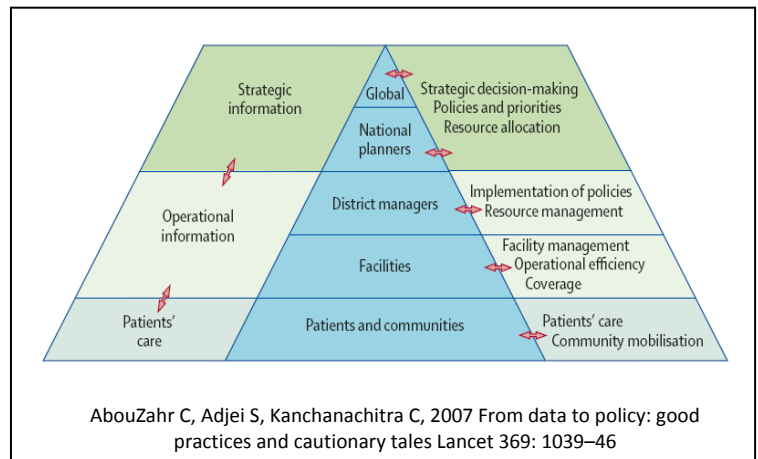 Strategic
information
Global
Strategic decision-making
Policies and priorities
Resource allocation
National
planners
Operational
information
District managers
Implementation of policies
Resource management
Facilities
Facility management
Operational efficiency
Coverage
Patients'
care
Patients and communities
Patients' care
Community mobilisation
AbouZahr C, Adjei S, Kanchanachitra C, 2007 From data to policy: good
practices and cautionary tales Lancet 369: 1039–46